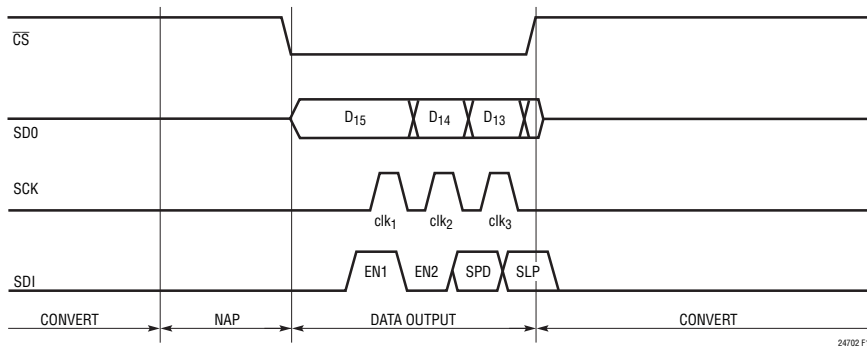 CS
D15 D14 D13
SD0
SCK
clk1 clk2 clk3
EN1 EN2 SPD SLP
SDI
CONVERT NAP DATA OUTPUT CONVERT
24702 F